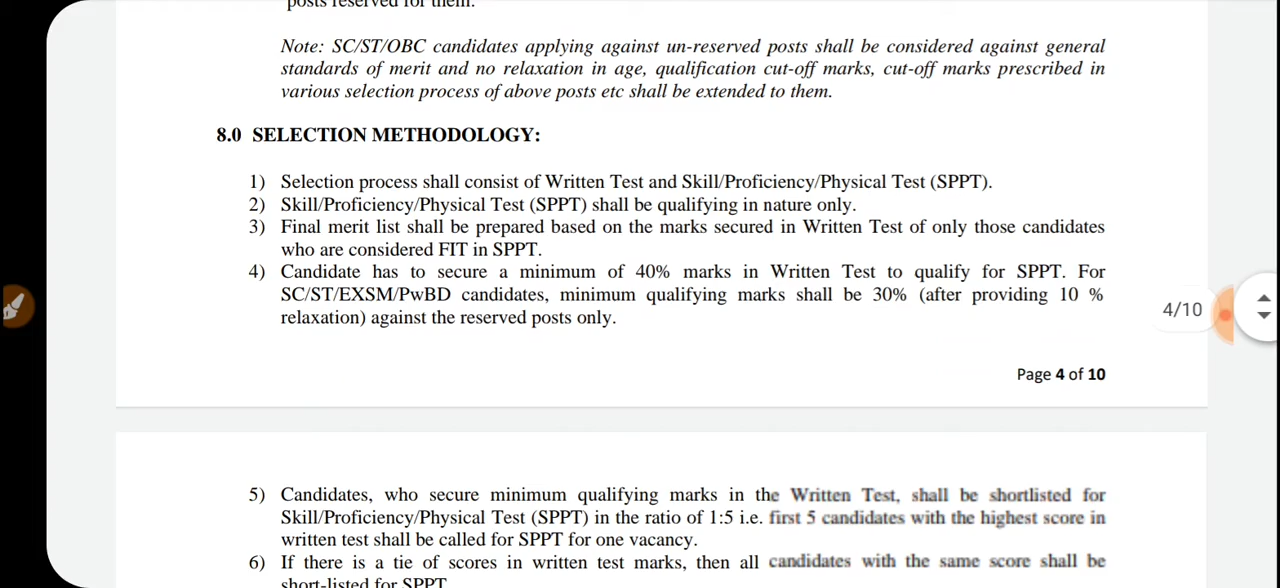 posts reserved for them.
Note: SC/ST/OBC candidates applying against un-reserved posts shall be considered against general
standards of merit and no relaxation in age, qualification cut-off marks, cut-off marks prescribed in
various selection process of above posts etc shall be extended to them.
8.0 SELECTION METHODOLOGY:
1) Selection process shall consist of Written Test and Skill/Proficiency/Physical Test (SPPT).
2) Skill/Proficiency/Physical Test (SPPT) shall be qualifying in nature only.
3) Final merit list shall be prepared based on the marks secured in Written Test of only those candidates
who are considered FIT in SPPT.
4) Candidate has to secure a minimum of 40% marks in Written Test to qualify for SPPT. For
SC/ST/EXSM/PwBD candidates, minimum qualifying marks shall be 30% (after providing 10 %
relaxation) against the reserved posts only.
4/10
Page 4 of 10
5) Candidates, who secure minimum qualifying marks in the Written Test, shall be shortlisted for
Skill/Proficiency/Physical Test (SPPT) in the ratio of 1:5 i.e. first 5 candidates with the highest score in
written test shall be called for SPPT for one vacancy.
6) If there is a tie of scores in written test marks, then all candidates with the same score shall be
short-listed for SPPT